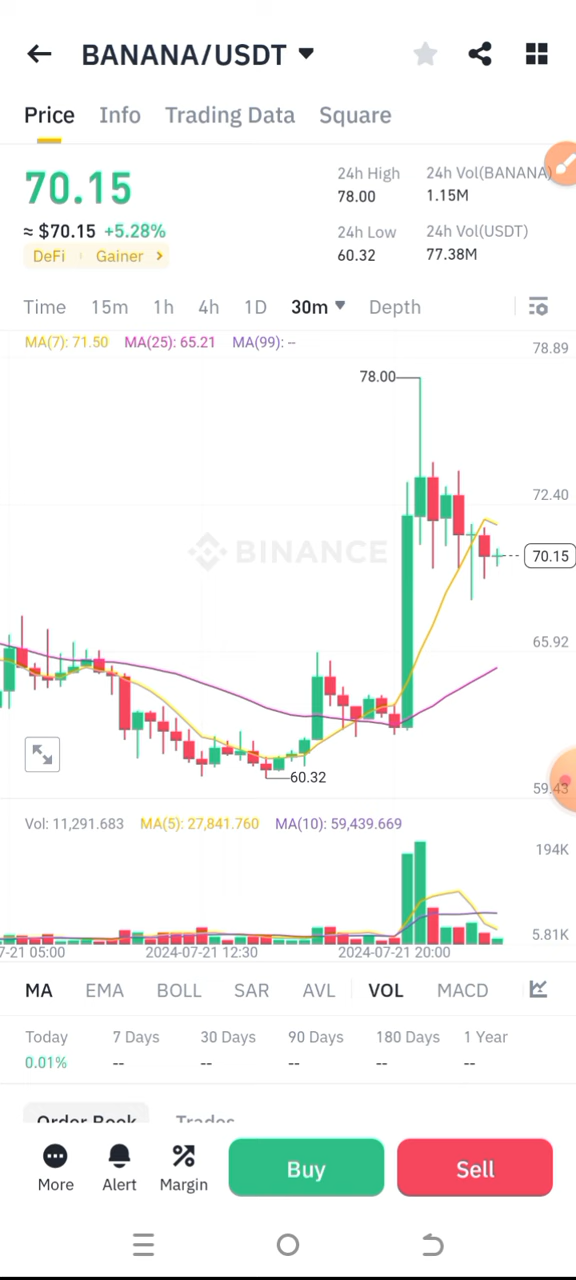 BANANA/USDT
Price Info Trading Data Square
70.15
≈ $70.15 +5.28%
DeFi Gainer
24h High
78.00
24h Vol(BANANA)
1.15M
24h Low
60.32
24h Vol(USDT)
77.38M
Time 15m 1h 4h 1D 30m Depth
MA(7): 71.50 MA(25): 65.21 MA(99): --
78.89
78.00
72.40
BINANCE
70.15
65.92
60.32
59.43
Vol: 11,291.683 MA(5): 27,841.760 MA(10): 59,439.669
194K
5.81K
7-21 05:00 2024-07-21 12:30 2024-07-21 20:00
MA EMA BOLL SAR AVL VOL MACD
Today 7 Days 30 Days 90 Days 180 Days 1 Year
0.01% -- -- -- -- --
Order Book Trades
More Alert Margin Buy Sell